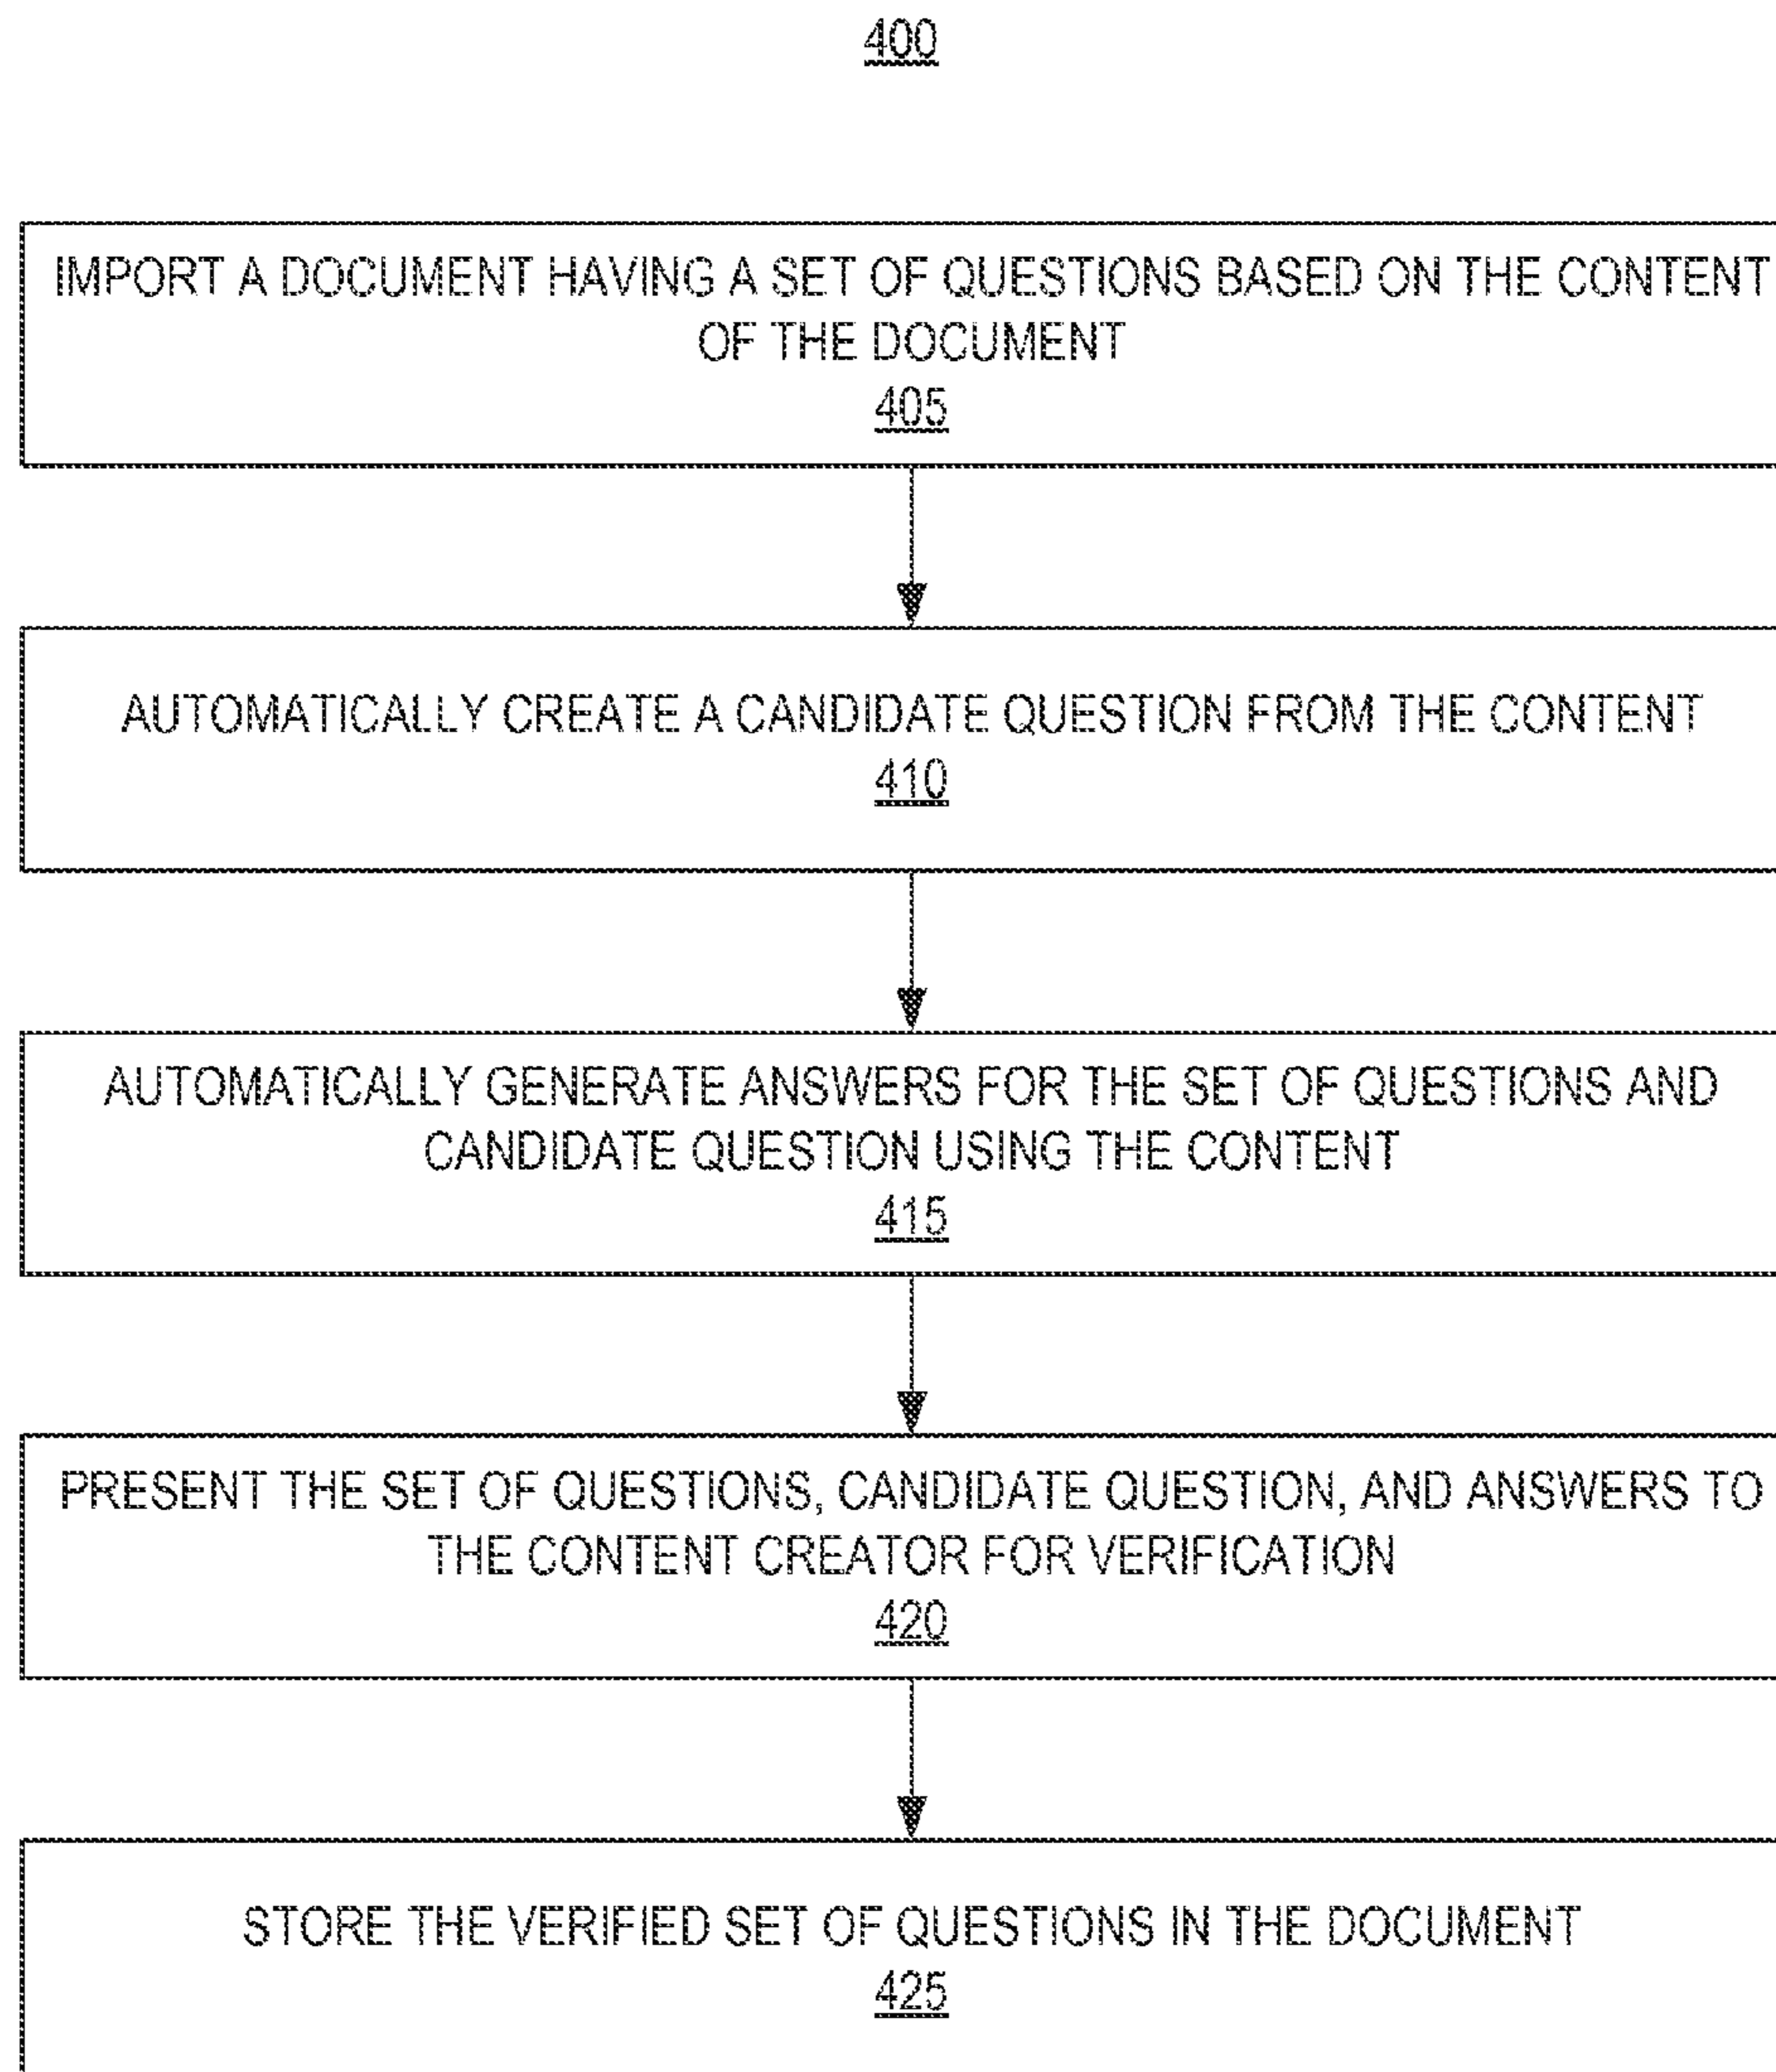 400
IMPORT A DOCUMENT HAVING A SET OF QUESTIONS BASED ON THE CONTENT
OF THE DOCUMENT
405
AUTOMATICALLY CREATE A CANDIDATE QUESTION FROM THE CONTENT
410
AUTOMATICALLY GENERATE ANSWERS FOR THE SET OF QUESTIONS AND
CANDIDATE QUESTION USING THE CONTENT
415
PRESENT THE SET OF QUESTIONS, CANDIDATE QUESTION, AND ANSWERS TO
THE CONTENT CREATOR FOR VERIFICATION
420
STORE THE VERIFIED SET OF QUESTIONS IN THE DOCUMENT
425